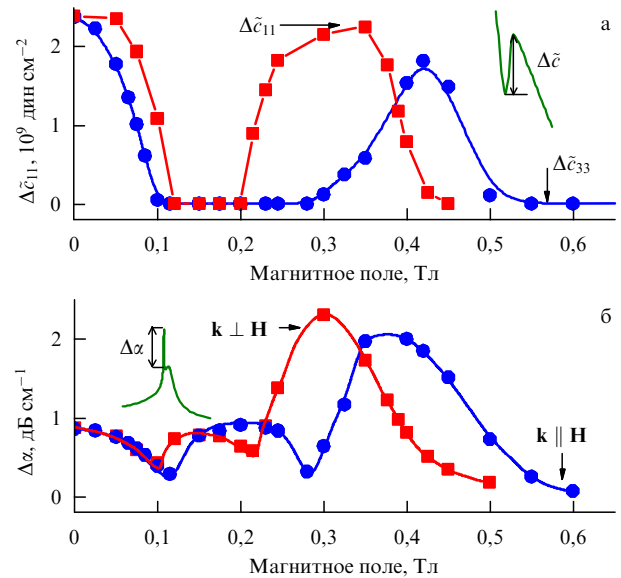 а
Δc̃₁₁
Δc̃
Δc̃₃₃
Δc̃₁₁, 10⁹ дин см⁻²
2
1
0
0 0,1 0,2 0,3 0,4 0,5 0,6
Магнитное поле, Тл
б
k ⊥ H
Δα
k ∥ H
Δα, дБ см⁻¹
2
1
0
0 0,1 0,2 0,3 0,4 0,5 0,6
Магнитное поле, Тл